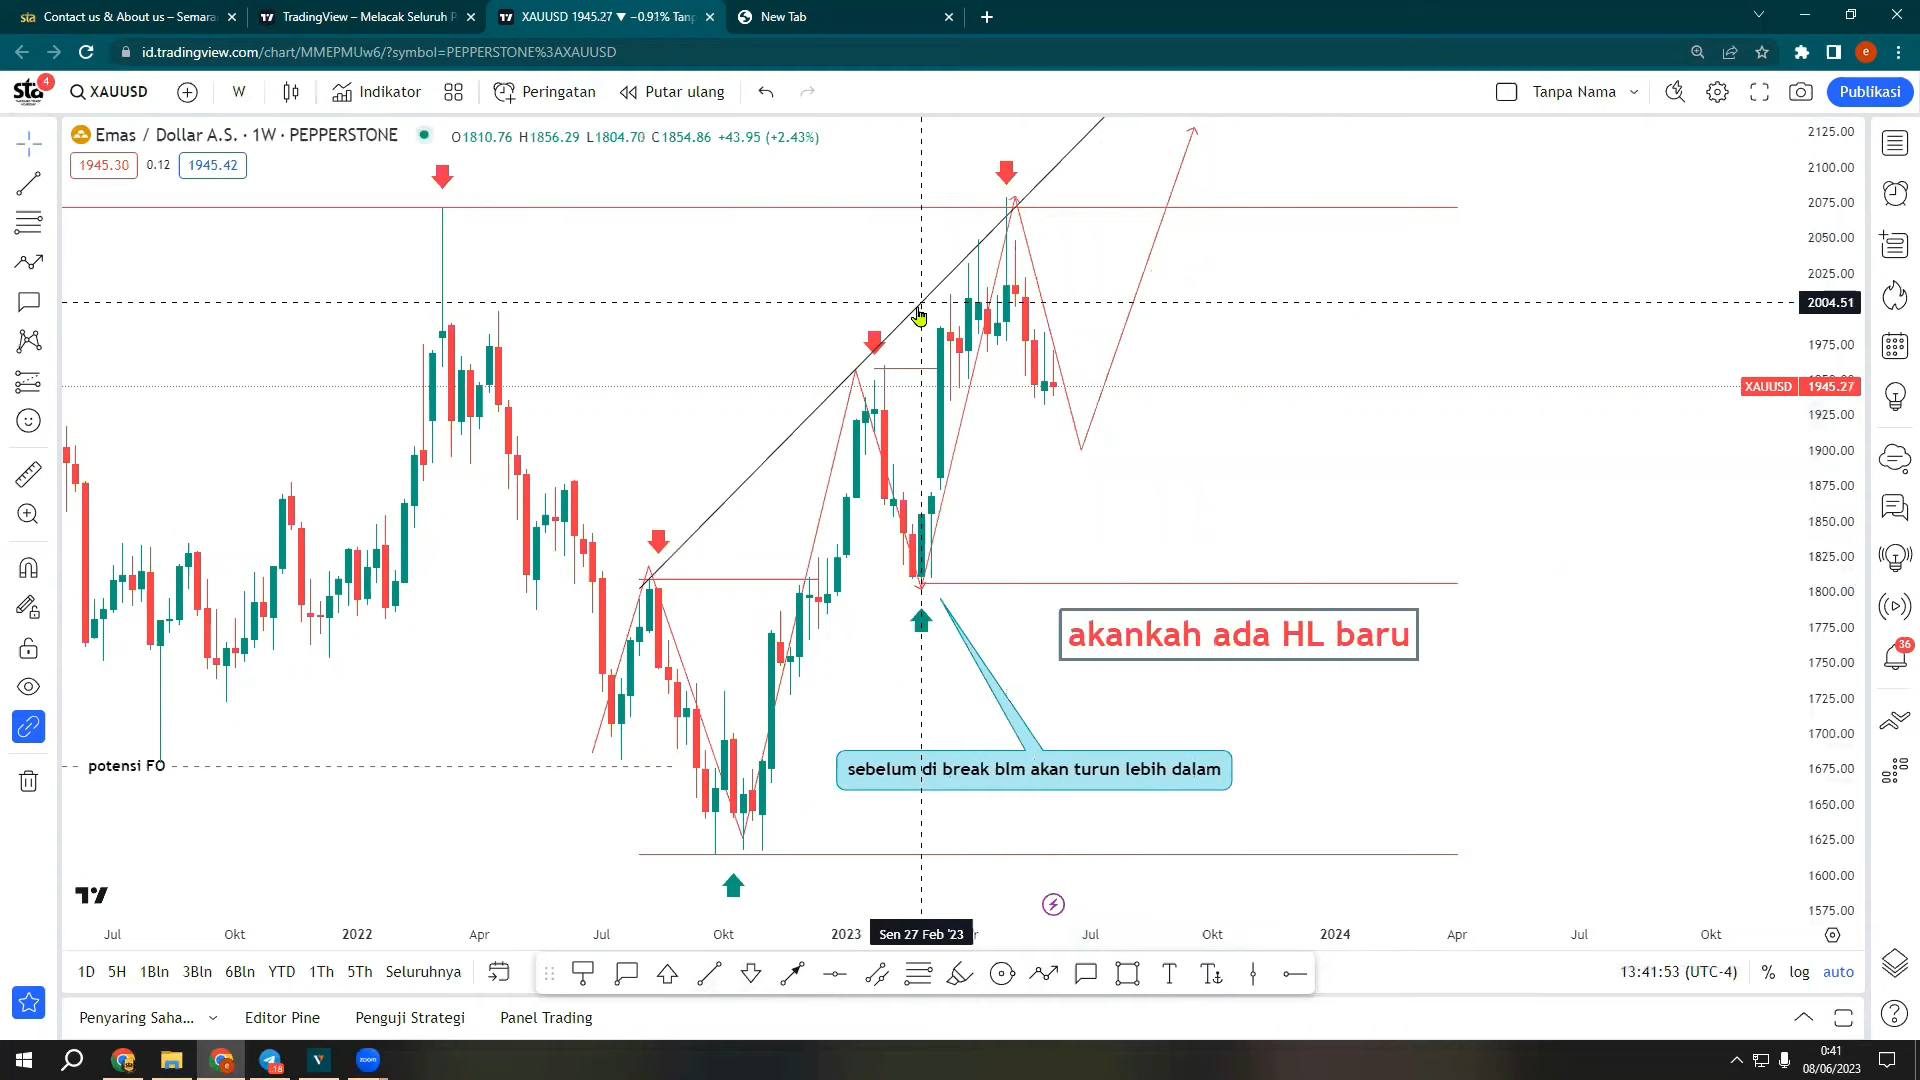 Contact us & About us – Semara
TradingView – Melacak Seluruh P
XAUUSD 1945.27 ▼ −0.91% Tanp
New Tab
id.tradingview.com/chart/MMEPMUw6/?symbol=PEPPERSTONE%3AXAUUSD
e
sta
4
XAUUSD
W
Indikator
Peringatan
Putar ulang
Tanpa Nama
Publikasi
Emas / Dollar A.S. · 1W · PEPPERSTONE
O1810.76 H1856.29 L1804.70 C1854.86 +43.95 (+2.43%)
1945.30
0.12
1945.42
2125.00
2100.00
2075.00
2050.00
2025.00
2004.51
1975.00
XAUUSD 1945.27
1925.00
1900.00
1875.00
1850.00
1825.00
1800.00
1775.00
1750.00
1725.00
1700.00
1675.00
1650.00
1625.00
1600.00
1575.00
36
akankah ada HL baru
sebelum di break blm akan turun lebih dalam
potensi FO
Jul
Okt
2022
Apr
Jul
Okt
2023
Sen 27 Feb '23
Jul
Okt
2024
Apr
Jul
Okt
1D 5H 1Bln 3Bln 6Bln YTD 1Th 5Th Seluruhnya
13:41:53 (UTC-4)
%
log
auto
Penyaring Saha...
Editor Pine
Penguji Strategi
Panel Trading
18
zoom
0:41
08/06/2023